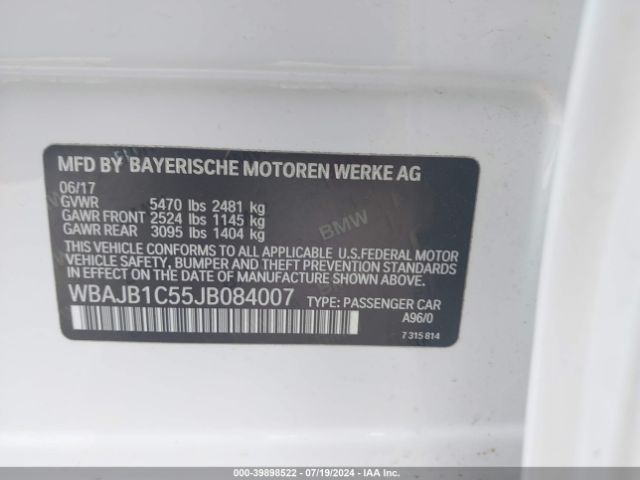 MFD BY BAYERISCHE MOTOREN WERKE AG
06/17
GVWR 5470 lbs 2481 kg
GAWR FRONT 2524 lbs 1145 kg
GAWR REAR 3095 lbs 1404 kg
BMW
THIS VEHICLE CONFORMS TO ALL APPLICABLE U.S.FEDERAL MOTOR
VEHICLE SAFETY, BUMPER AND THEFT PREVENTION STANDARDS
IN EFFECT ON THE DATE OF MANUFACTURE SHOWN ABOVE.
WBAJB1C55JB084007 TYPE: PASSENGER CAR
A96/0
7 315 814
000-39898522 | 07/19/2024 | IAAI.COM